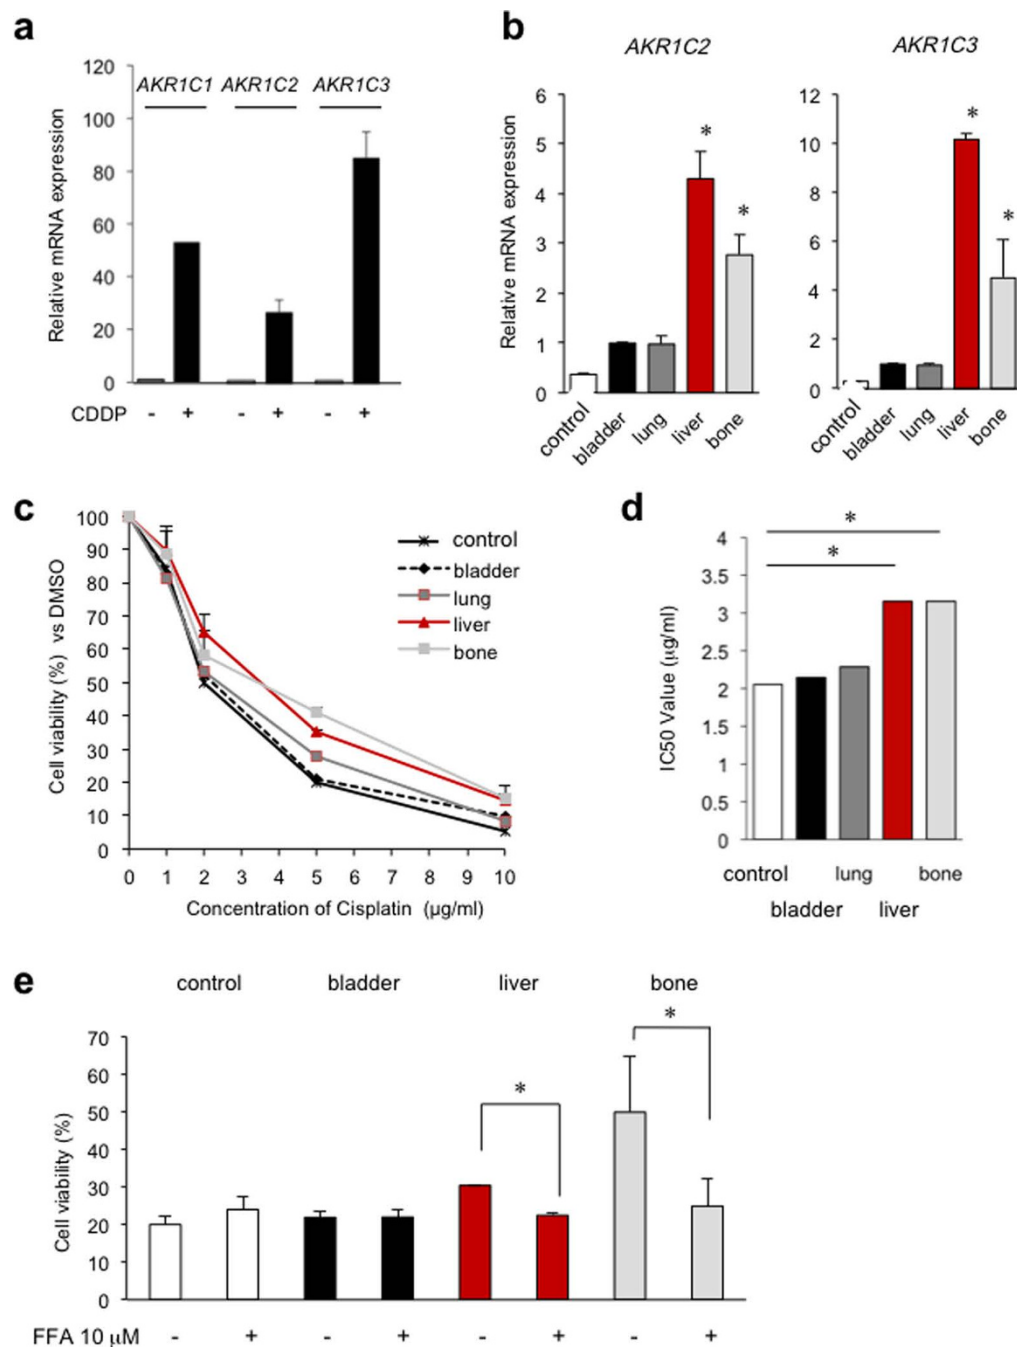 a
120
100
80
60
40
20
0
Relative mRNA expression
AKR1C1 AKR1C2 AKR1C3
CDDP - + - + - +
b
AKR1C2
6
5
4
3
2
1
0
Relative mRNA expression
* *
control bladder lung liver bone
AKR1C3
12
10
8
6
4
2
0
* *
control bladder lung liver bone
c
100
90
80
70
60
50
40
30
20
10
0
Cell viability (%) vs DMSO
control
bladder
lung
liver
bone
0 1 2 3 4 5 6 7 8 9 10
Concentration of Cisplatin (µg/ml)
d
*
*
4
3.5
3
2.5
2
1.5
1
0.5
0
IC50 Value (µg/ml)
control lung bone
bladder liver
e
control bladder liver bone
70
60
50
40
30
20
10
0
Cell viability (%)
* *
FFA 10 µM - + - + - + - +